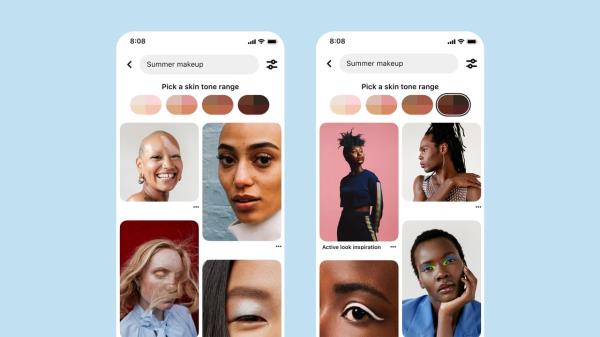 8:08
Summer makeup
Pick a skin tone range
8:08
Summer makeup
Pick a skin tone range
Active look inspiration